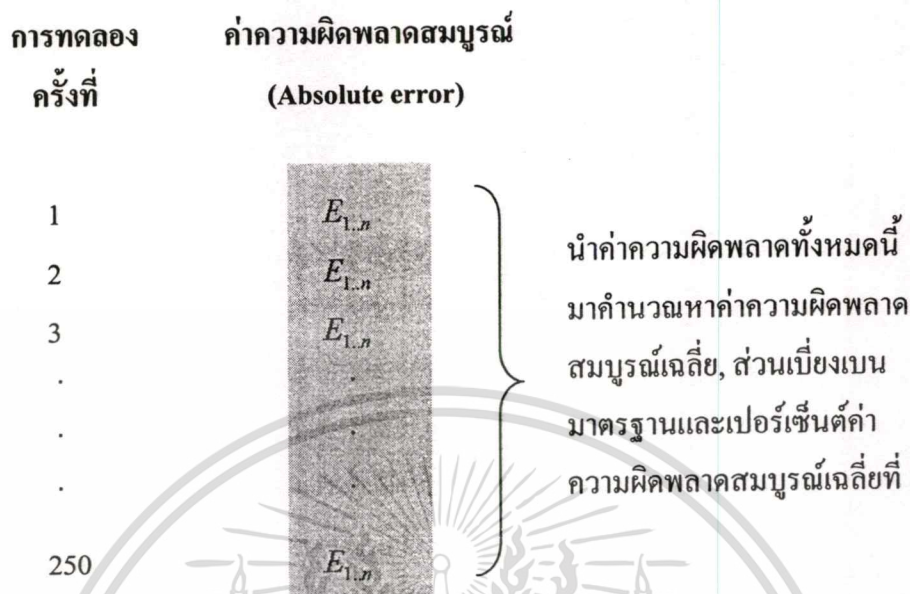 การทดลอง ค่าความผิดพลาดสมบูรณ์
ครั้งที่ (Absolute error)
1 E1..n
2 E1..n
3 E1..n
. .
. .
. .
250 E1..n
นำค่าความผิดพลาดทั้งหมดนี้
มาคำนวณหาค่าความผิดพลาด
สมบูรณ์เฉลี่ย, ส่วนเบี่ยงเบน
มาตรฐานและเปอร์เซ็นต์ค่า
ความผิดพลาดสมบูรณ์เฉลี่ยที่